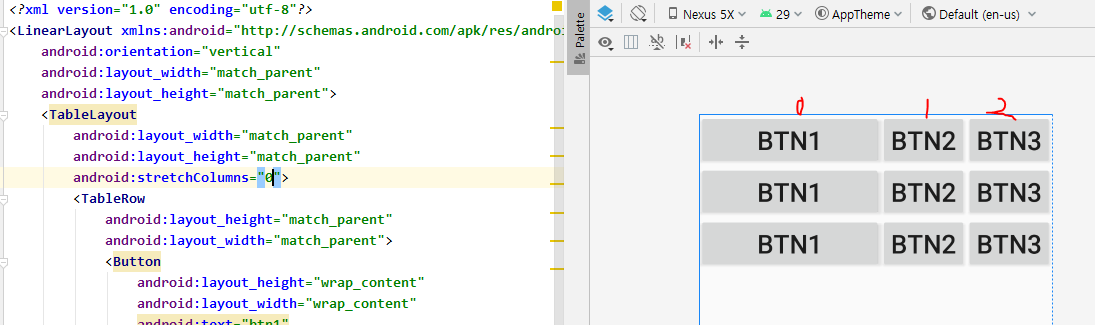 <?xml version="1.0" encoding="utf-8"?>
<LinearLayout xmlns:android="http://schemas.android.com/apk/res/andro
android:orientation="vertical"
android:layout_width="match_parent"
android:layout_height="match_parent">
<TableLayout
android:layout_width="match_parent"
android:layout_height="match_parent"
android:stretchColumns="0">
<TableRow
android:layout_height="match_parent"
android:layout_width="match_parent">
<Button
android:layout_height="wrap_content"
android:layout_width="wrap_content"
android:text="btn1"
Palette
Nexus 5X 29 AppTheme Default (en-us)
0 1 2
BTN1 BTN2 BTN3
BTN1 BTN2 BTN3
BTN1 BTN2 BTN3